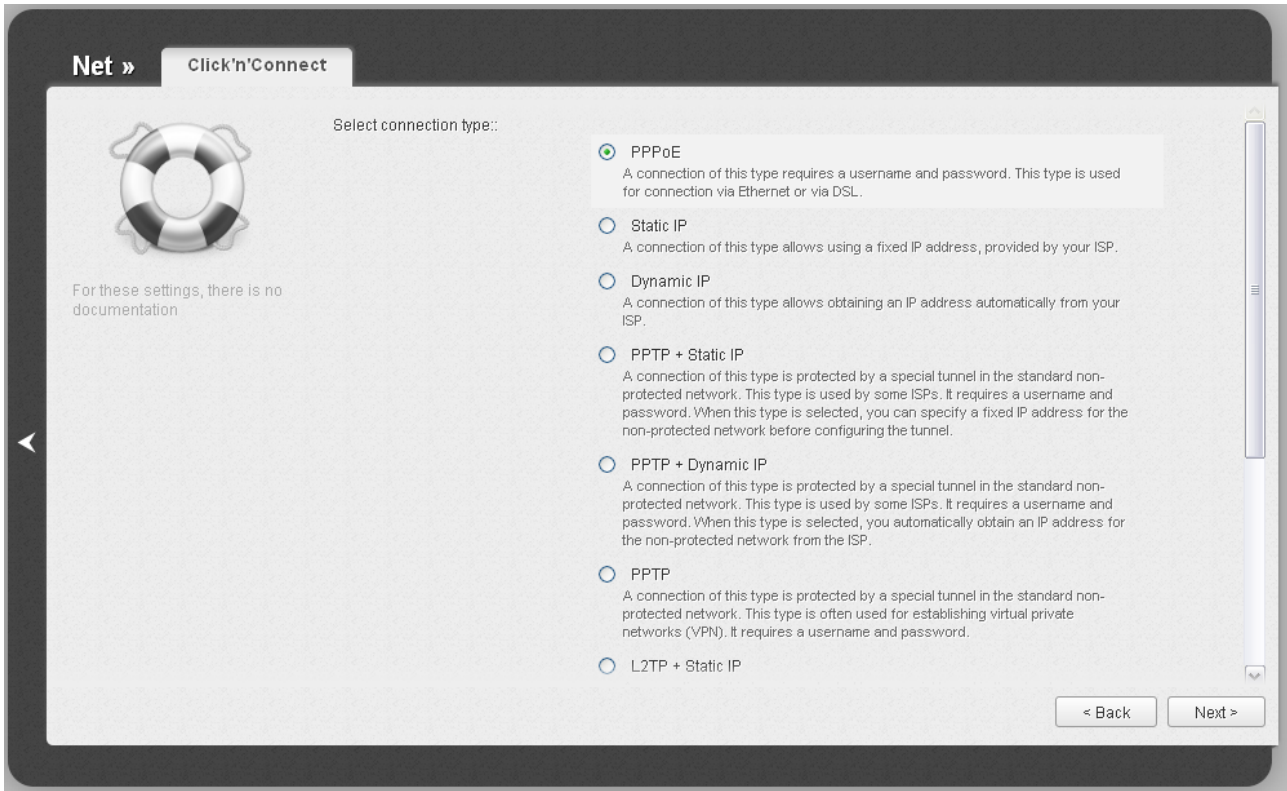 Net » Click'n'Connect
Select connection type::
PPPoE
A connection of this type requires a username and password. This type is used
for connection via Ethernet or via DSL.
Static IP
A connection of this type allows using a fixed IP address, provided by your ISP.
For these settings, there is no
documentation
Dynamic IP
A connection of this type allows obtaining an IP address automatically from your
ISP.
PPTP + Static IP
A connection of this type is protected by a special tunnel in the standard non-
protected network. This type is used by some ISPs. It requires a username and
password. When this type is selected, you can specify a fixed IP address for the
non-protected network before configuring the tunnel.
PPTP + Dynamic IP
A connection of this type is protected by a special tunnel in the standard non-
protected network. This type is used by some ISPs. It requires a username and
password. When this type is selected, you automatically obtain an IP address for
the non-protected network from the ISP.
PPTP
A connection of this type is protected by a special tunnel in the standard non-
protected network. This type is often used for establishing virtual private
networks (VPN). It requires a username and password.
L2TP + Static IP
< Back
Next >